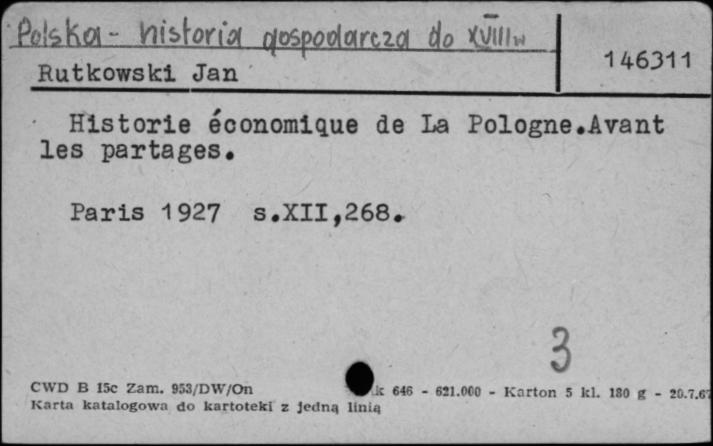 Polska - historia gospodarcza do XVIII w
146311
Rutkowski Jan
Historie économique de La Pologne.Avant
les partages.
Paris 1927 s.XII,268.
3
CWD B 15c Zam. 953/DW/On k 646 - 621.000 - Karton 5 kl. 180 g - 20.7.67
Karta katalogowa do kartoteki z jedną linią